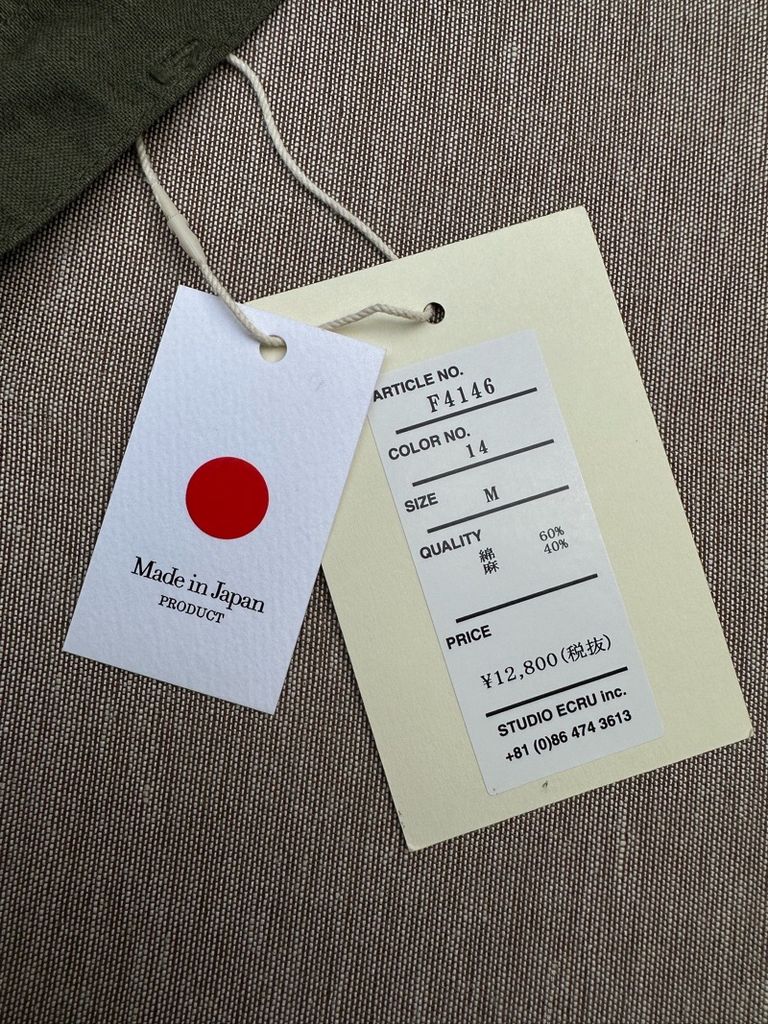 Made in Japan
PRODUCT
ARTICLE NO.
F4146
COLOR NO.
14
SIZE M
QUALITY
綿 60%
麻 40%
PRICE
¥12,800(税抜)
STUDIO ECRU inc.
+81 (0)86 474 3613